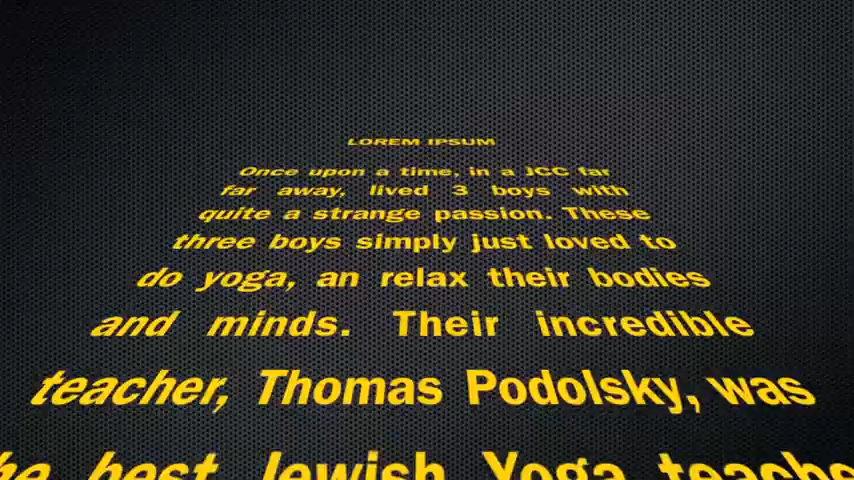 LOREM IPSUM
Once upon a time, in a JCC far
far away, lived 3 boys with
quite a strange passion. These
three boys simply just loved to
do yoga, an relax their bodies
and minds. Their incredible
teacher, Thomas Podolsky, was
best Jewish Yoga